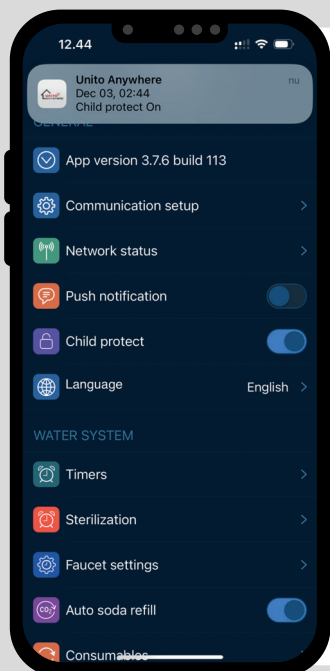 12.44
Unito Anywhere
nu
Dec 03, 02:44
Child protect On
GENERAL
App version 3.7.6 build 113
Communication setup
Network status
Push notification
Child protect
Language
English
WATER SYSTEM
Timers
Sterilization
Faucet settings
CO2
Auto soda refill
Consumables